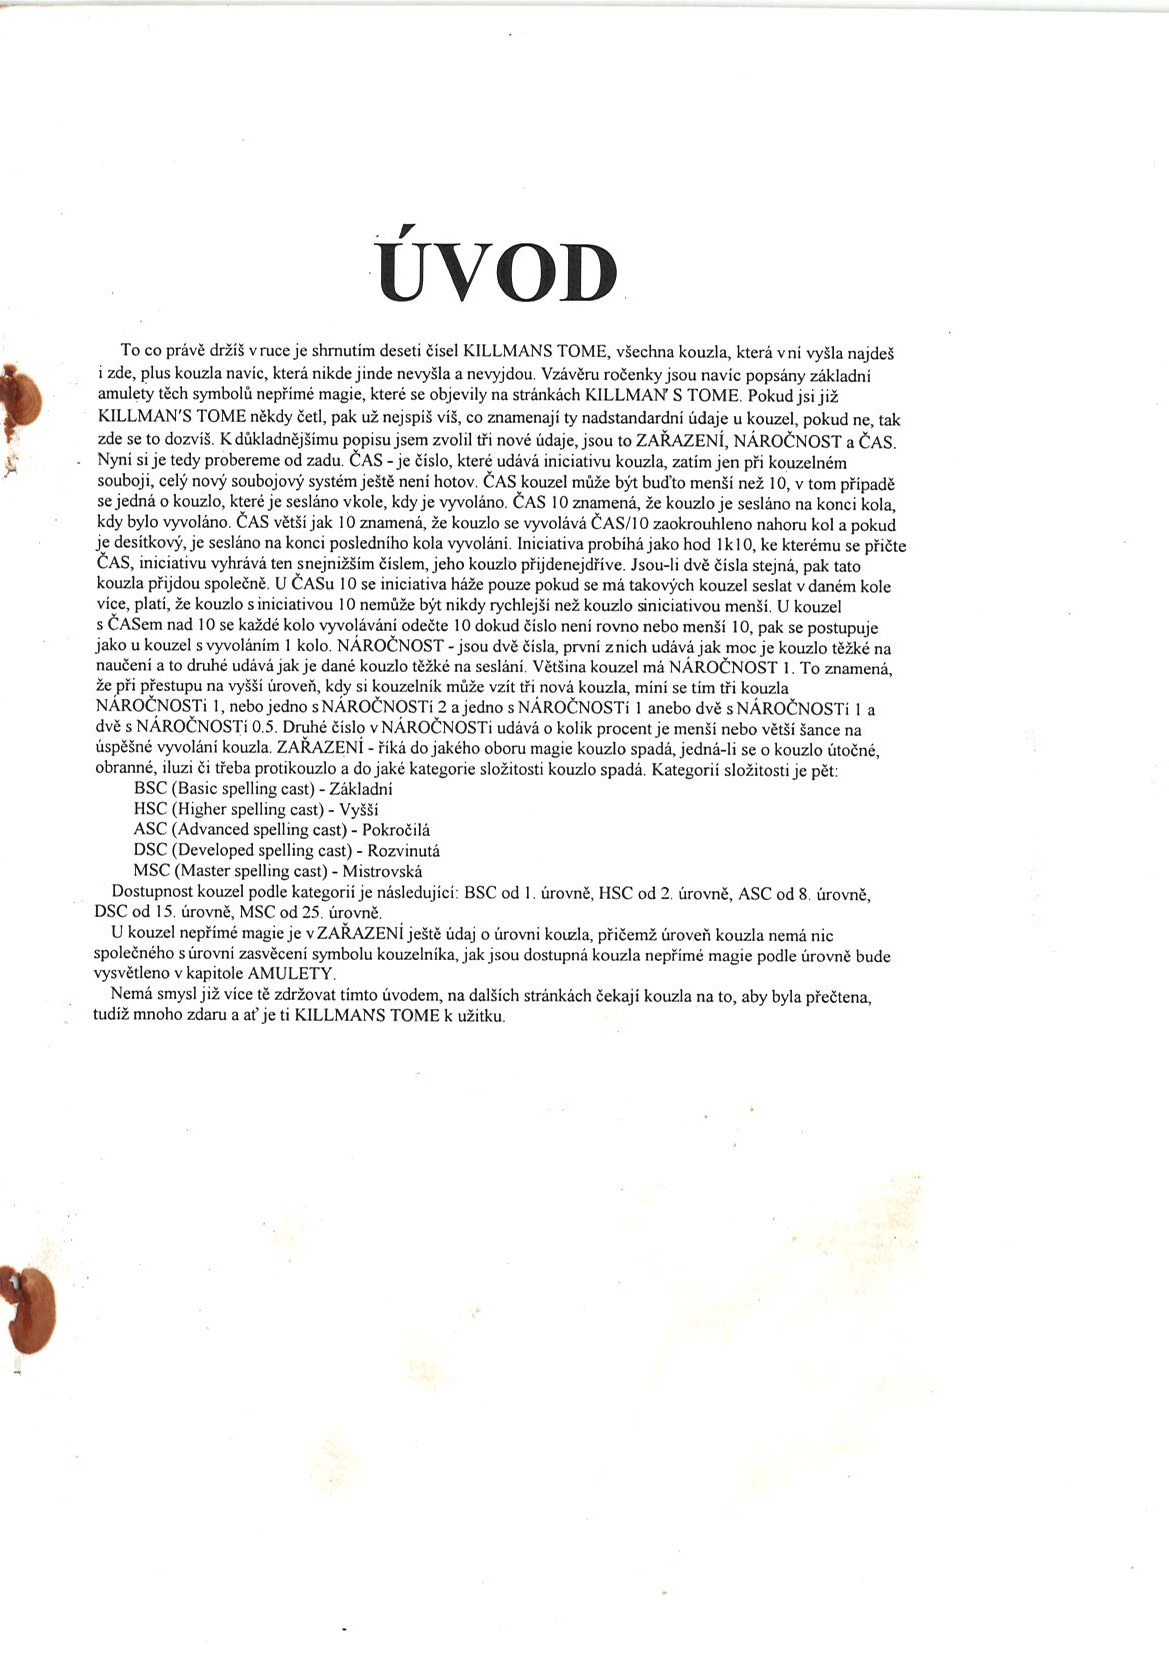 ÚVOD
To co právě držíš v ruce je shrnutím deseti čísel KILLMANS TOME, všechna kouzla, která v ní vyšla najdeš
i zde, plus kouzla navíc, která nikde jinde nevyšla a nevyjdou. Vzávěru ročenky jsou navíc popsány základní
amulety těch symbolů nepřímé magie, které se objevily na stránkách KILLMAN' S TOME. Pokud jsi již
KILLMAN'S TOME někdy četl, pak už nejspíš víš, co znamenají ty nadstandardní údaje u kouzel, pokud ne, tak
zde se to dozvíš. K důkladnějšímu popisu jsem zvolil tři nové údaje, jsou to ZAŘAZENÍ, NÁROČNOST a ČAS.
Nyní si je tedy probereme od zadu. ČAS - je číslo, které udává iniciativu kouzla, zatím jen při kouzelném
souboji, celý nový soubojový systém ještě není hotov. ČAS kouzel může být buďto menší než 10, v tom případě
se jedná o kouzlo, které je sesláno vkole, kdy je vyvoláno. ČAS 10 znamená, že kouzlo je sesláno na konci kola,
kdy bylo vyvoláno. ČAS větší jak 10 znamená, že kouzlo se vyvolává ČAS/10 zaokrouhleno nahoru kol a pokud
je desítkový, je sesláno na konci posledního kola vyvolání. Iniciativa probíhá jako hod 1k10, ke kterému se přičte
ČAS, iniciativu vyhrává ten snejnižším číslem, jeho kouzlo přijdenejdříve. Jsou-li dvě čísla stejná, pak tato
kouzla přijdou společně. U ČASu 10 se iniciativa háže pouze pokud se má takových kouzel seslat v daném kole
více, platí, že kouzlo s iniciativou 10 nemůže být nikdy rychlejší než kouzlo siniciativou menší. U kouzel
s ČASem nad 10 se každé kolo vyvolávání odečte 10 dokud číslo není rovno nebo menší 10, pak se postupuje
jako u kouzel s vyvoláním 1 kolo. NÁROČNOST - jsou dvě čísla, první z nich udává jak moc je kouzlo těžké na
naučení a to druhé udává jak je dané kouzlo těžké na seslání. Většina kouzel má NÁROČNOST 1. To znamená,
že při přestupu na vyšší úroveň, kdy si kouzelník může vzít tři nová kouzla, míní se tím tři kouzla
NÁROČNOSTi 1, nebo jedno s NÁROČNOSTí 2 a jedno s NÁROČNOSTí 1 anebo dvě s NÁROČNOSTí 1 a
dvě s NÁROČNOSTí 0.5. Druhé číslo v NÁROČNOSTi udává o kolik procent je menší nebo větší šance na
úspěšné vyvolání kouzla. ZAŘAZENÍ - říká do jakého oboru magie kouzlo spadá, jedná-li se o kouzlo útočné,
obranné, iluzi či třeba protikouzlo a do jaké kategorie složitosti kouzlo spadá. Kategorií složitosti je pět:
BSC (Basic spelling cast) - Základní
HSC (Higher spelling cast) - Vyšší
ASC (Advanced spelling cast) - Pokročilá
DSC (Developed spelling cast) - Rozvinutá
MSC (Master spelling cast) - Mistrovská
Dostupnost kouzel podle kategorií je následující: BSC od 1. úrovně, HSC od 2. úrovně, ASC od 8. úrovně,
DSC od 15. úrovně, MSC od 25. úrovně.
U kouzel nepřímé magie je v ZAŘAZENÍ ještě údaj o úrovni kouzla, přičemž úroveň kouzla nemá nic
společného s úrovní zasvěcení symbolu kouzelníka, jak jsou dostupná kouzla nepřímé magie podle úrovně bude
vysvětleno v kapitole AMULETY.
Nemá smysl již více tě zdržovat tímto úvodem, na dalších stránkách čekají kouzla na to, aby byla přečtena,
tudíž mnoho zdaru a ať je ti KILLMAN'S TOME k užitku.